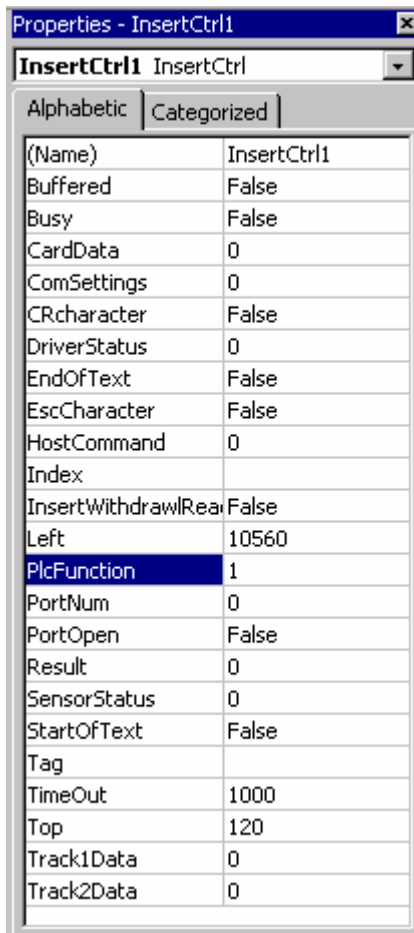 Properties - InsertCtrl1
InsertCtrl1 InsertCtrl
Alphabetic Categorized
(Name) InsertCtrl1
Buffered False
Busy False
CardData 0
ComSettings 0
CRcharacter False
DriverStatus 0
EndOfText False
EscCharacter False
HostCommand 0
Index
InsertWithdrawlRea False
Left 10560
PlcFunction 1
PortNum 0
PortOpen False
Result 0
SensorStatus 0
StartOfText False
Tag
TimeOut 1000
Top 120
Track1Data 0
Track2Data 0